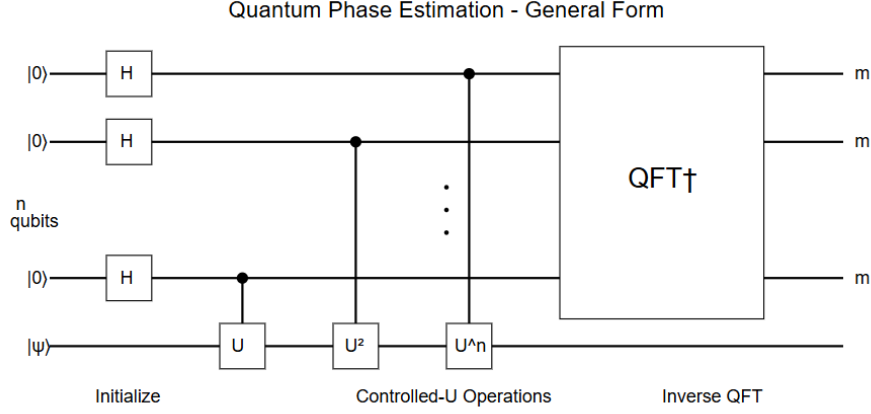 Quantum Phase Estimation - General Form
|0⟩ H m
|0⟩ H m
QFT†
n
qubits
|0⟩ H m
|ψ⟩ U U² U^n
Initialize Controlled-U Operations Inverse QFT